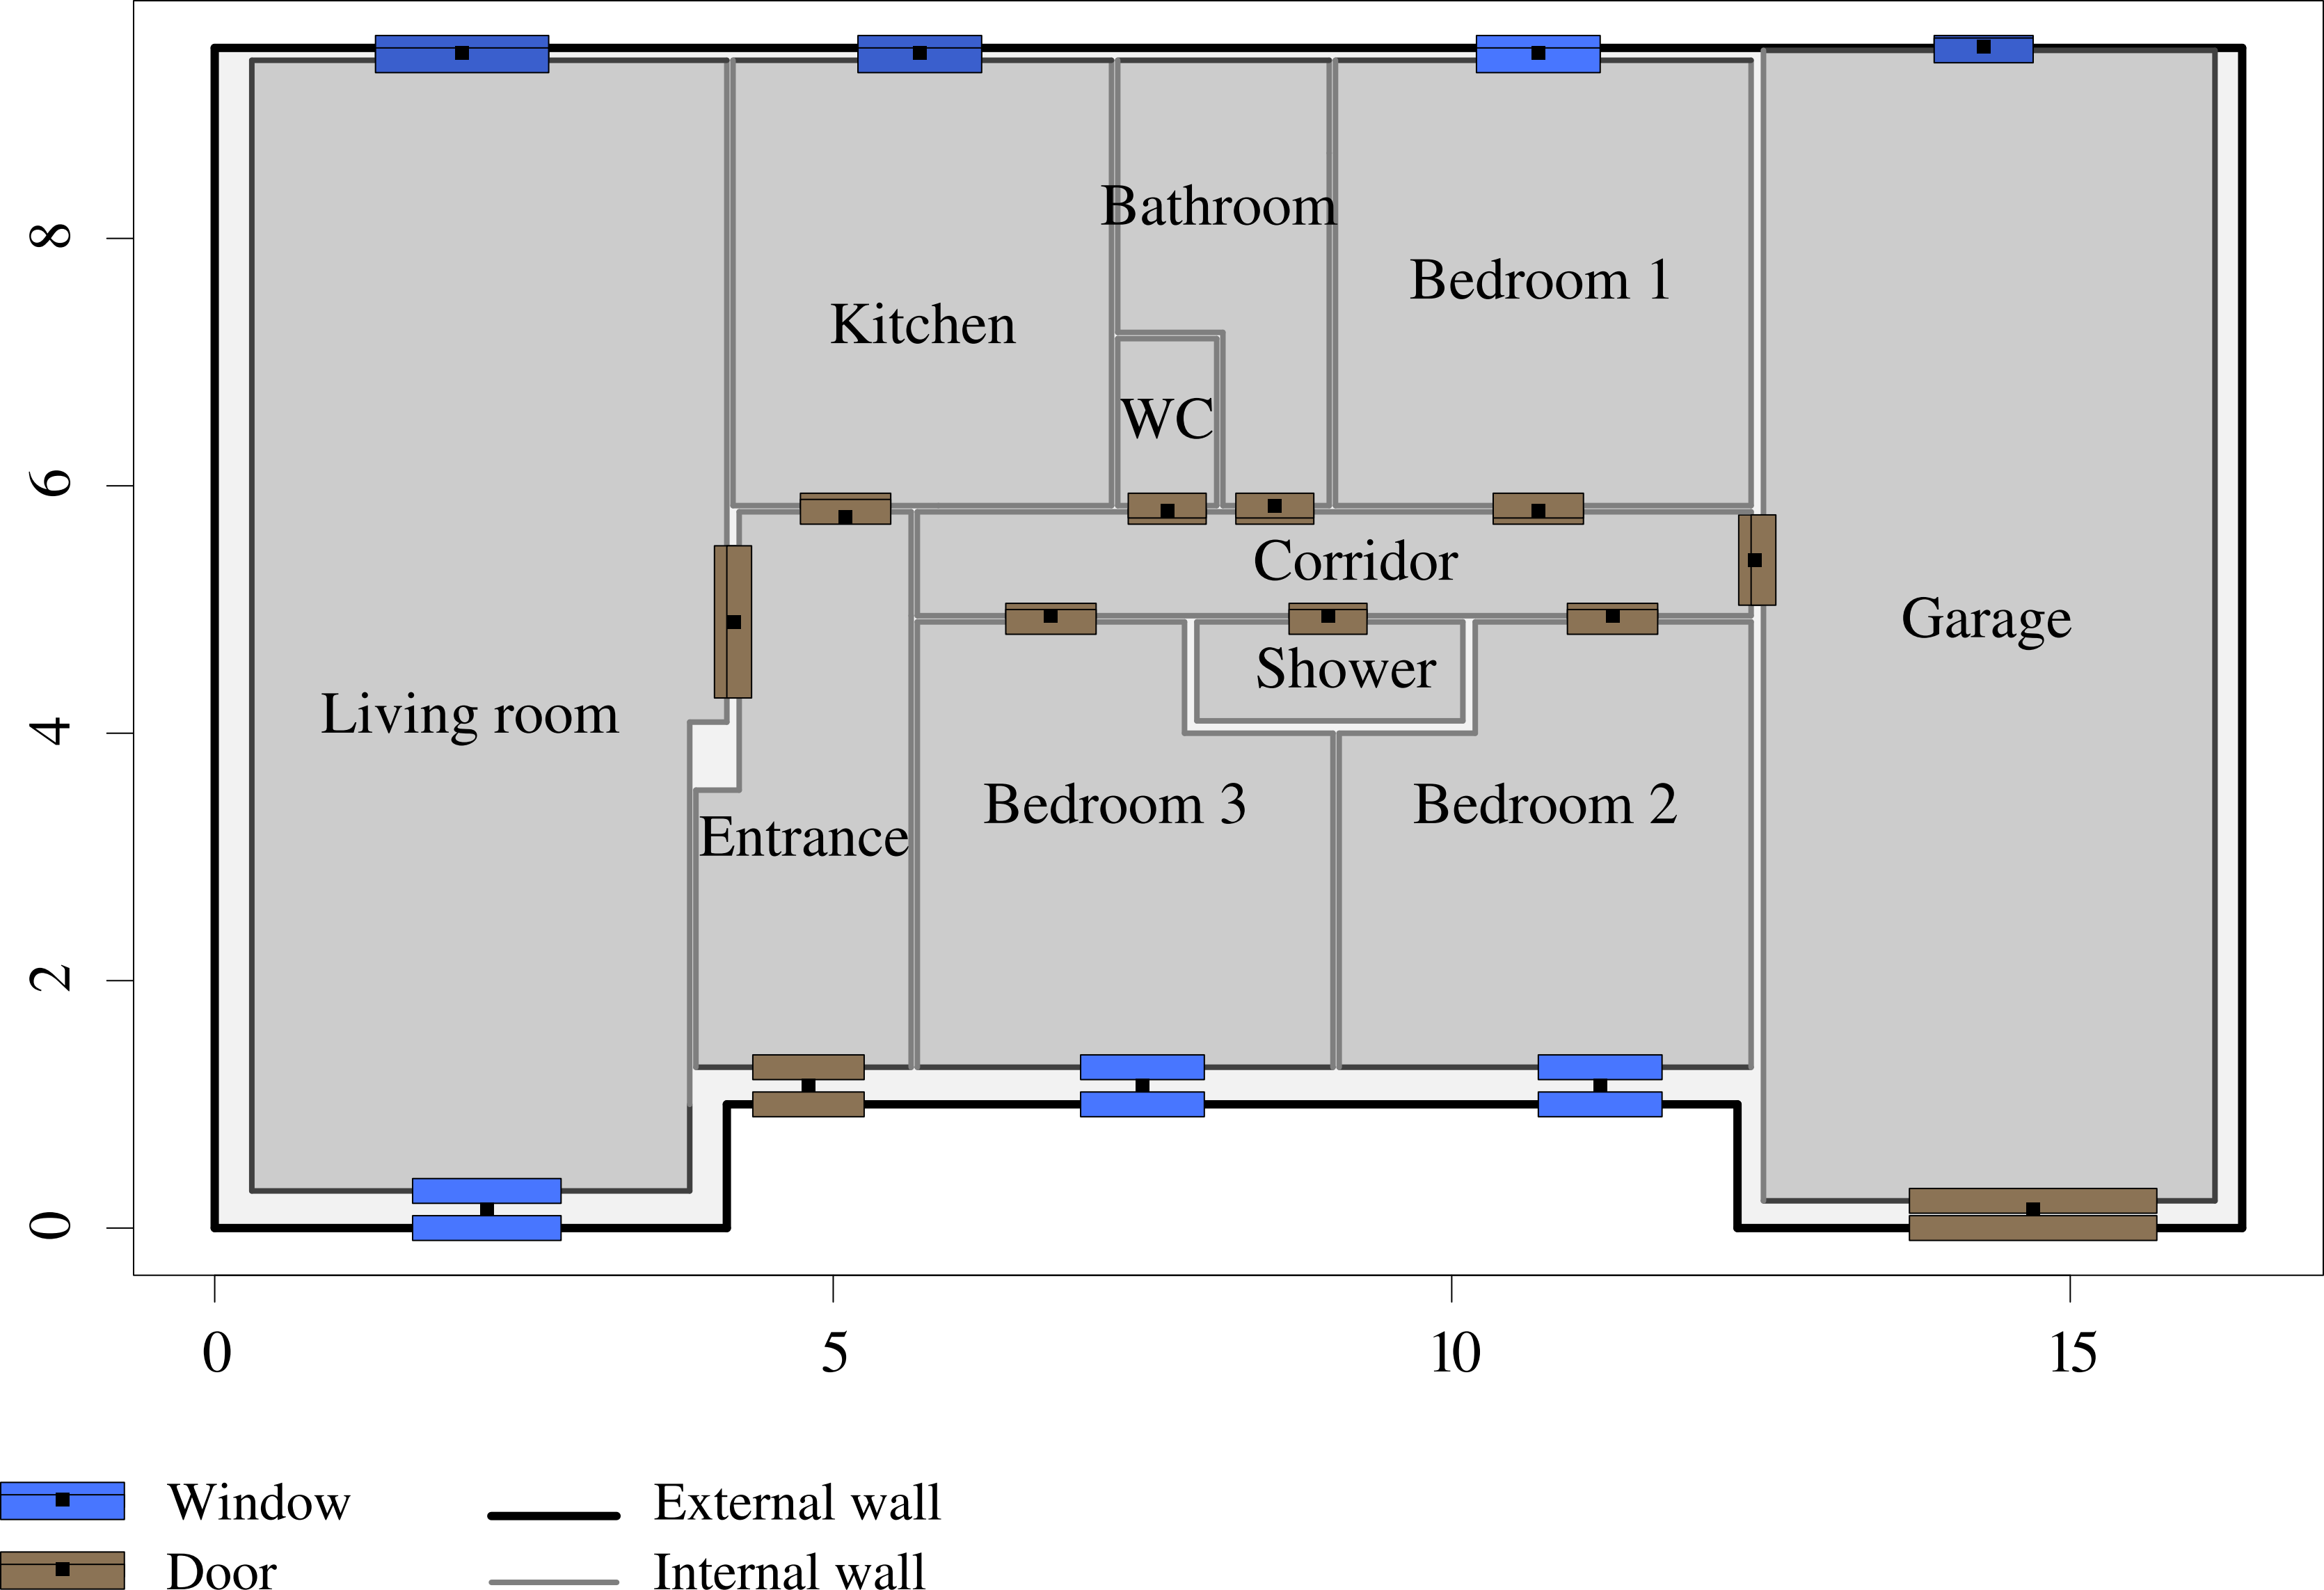 Bathroom
Bedroom 1
Kitchen
WC
Corridor
Garage
Shower
Living room
Bedroom 3
Bedroom 2
Entrance
8
6
4
2
0
0 5 10 15
Window External wall
Door Internal wall